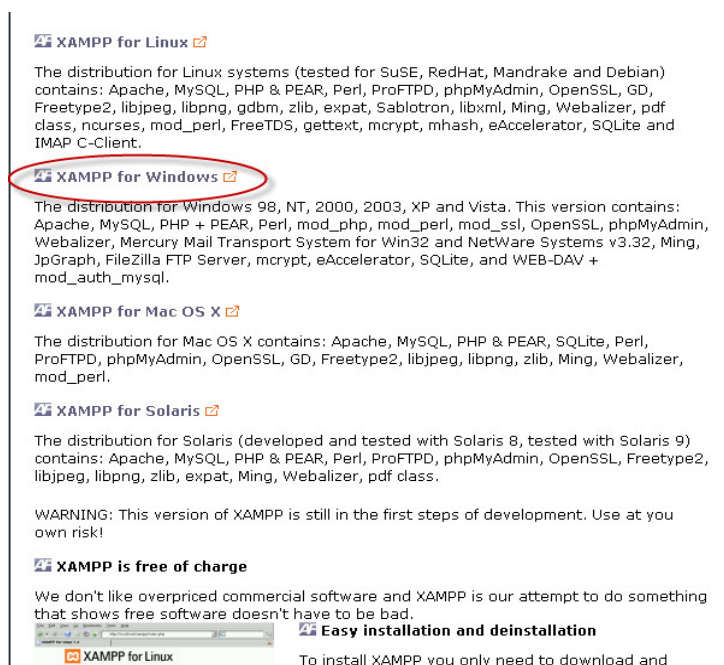 XAMPP for Linux
The distribution for Linux systems (tested for SuSE, RedHat, Mandrake and Debian)
contains: Apache, MySQL, PHP & PEAR, Perl, ProFTPD, phpMyAdmin, OpenSSL, GD,
Freetype2, libjpeg, libpng, gdbm, zlib, expat, Sablotron, libxml, Ming, Webalizer, pdf
class, ncurses, mod_perl, FreeTDS, gettext, mcrypt, mhash, eAccelerator, SQLite and
IMAP C-Client.
XAMPP for Windows
The distribution for Windows 98, NT, 2000, 2003, XP and Vista. This version contains:
Apache, MySQL, PHP + PEAR, Perl, mod_php, mod_perl, mod_ssl, OpenSSL, phpMyAdmin,
Webalizer, Mercury Mail Transport System for Win32 and NetWare Systems v3.32, Ming,
JpGraph, FileZilla FTP Server, mcrypt, eAccelerator, SQLite, and WEB-DAV +
mod_auth_mysql.
XAMPP for Mac OS X
The distribution for Mac OS X contains: Apache, MySQL, PHP & PEAR, SQLite, Perl,
ProFTPD, phpMyAdmin, OpenSSL, GD, Freetype2, libjpeg, libpng, zlib, Ming, Webalizer,
mod_perl.
XAMPP for Solaris
The distribution for Solaris (developed and tested with Solaris 8, tested with Solaris 9)
contains: Apache, MySQL, PHP & PEAR, Perl, ProFTPD, phpMyAdmin, OpenSSL, Freetype2,
libjpeg, libpng, zlib, expat, Ming, Webalizer, pdf class.
WARNING: This version of XAMPP is still in the first steps of development. Use at you
own risk!
XAMPP is free of charge
We don't like overpriced commercial software and XAMPP is our attempt to do something
that shows free software doesn't have to be bad.
XAMPP for Linux
Easy installation and deinstallation
To install XAMPP you only need to download and